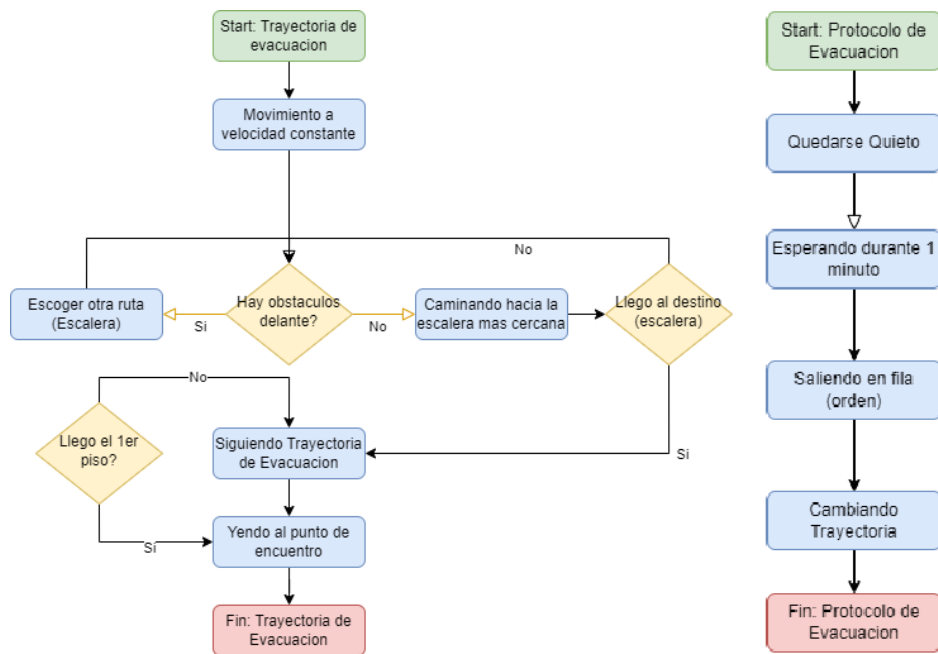 Start: Trayectoria de
evacuacion
Movimiento a
velocidad constante
No
Escoger otra ruta
(Escalera)
Si
Hay obstaculos
delante?
No
Caminando hacia la
escalera mas cercana
Llego al destino
(escalera)
No
Llego el 1er
piso?
Siguiendo Trayectoria
de Evacuacion
Si
Si
Yendo al punto de
encuentro
Fin: Trayectoria de
Evacuacion
Start: Protocolo de
Evacuacion
Quedarse Quieto
Esperando durante 1
minuto
Saliendo en fila
(orden)
Cambiando
Trayectoria
Fin: Protocolo de
Evacuacion